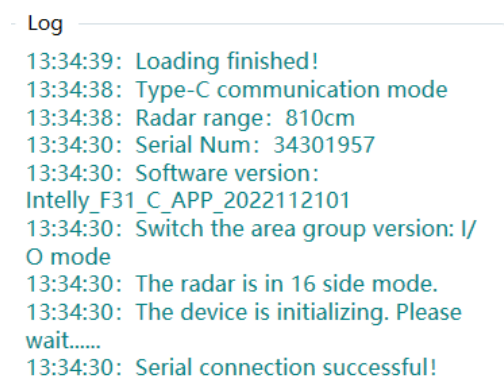 Log
13:34:39：Loading finished!
13:34:38：Type-C communication mode
13:34:38：Radar range：810cm
13:34:30：Serial Num：34301957
13:34:30：Software version：
Intelly_F31_C_APP_2022112101
13:34:30：Switch the area group version: I/
O mode
13:34:30：The radar is in 16 side mode.
13:34:30：The device is initializing. Please
wait......
13:34:30：Serial connection successful!